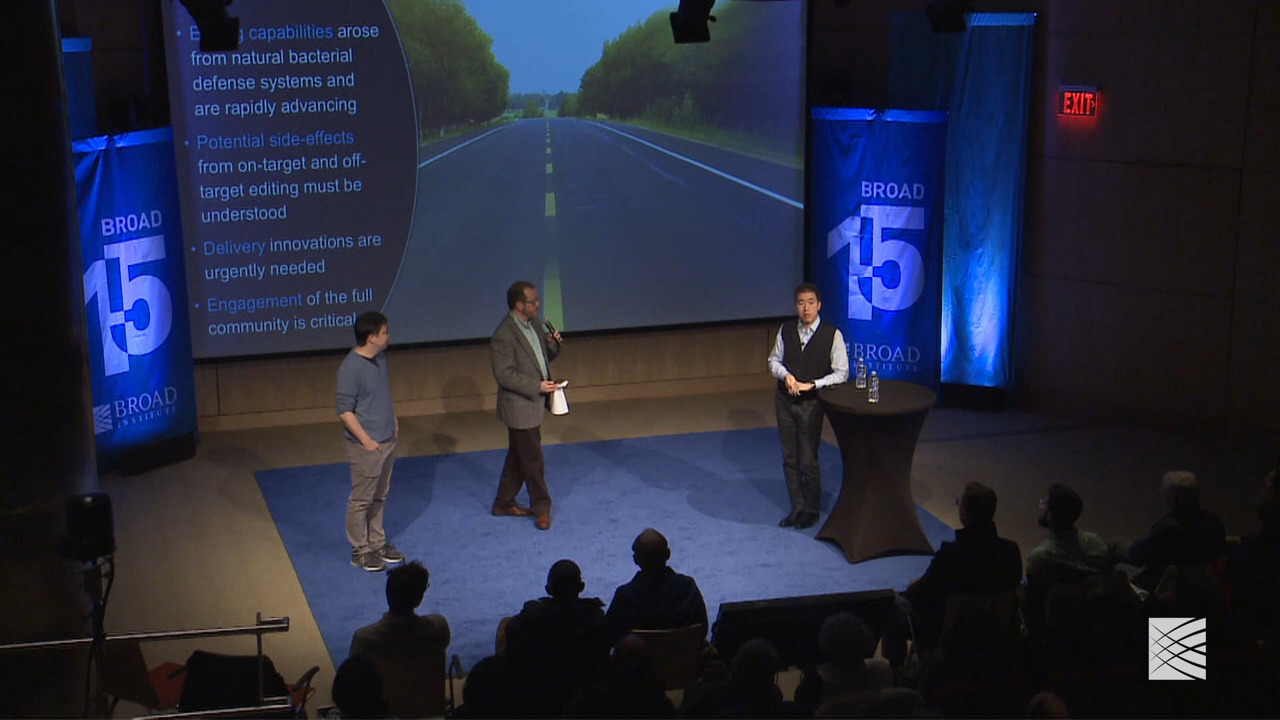 capabilities arose
from natural bacterial
defense systems and
are rapidly advancing
• Potential side-effects
from on-target and off-
target editing must be
understood
• Delivery innovations are
urgently needed
• Engagement of the full
community is critical
BROAD
15
BROAD
INSTITUTE
BROAD
15
BROAD
INSTITUTE
EXIT